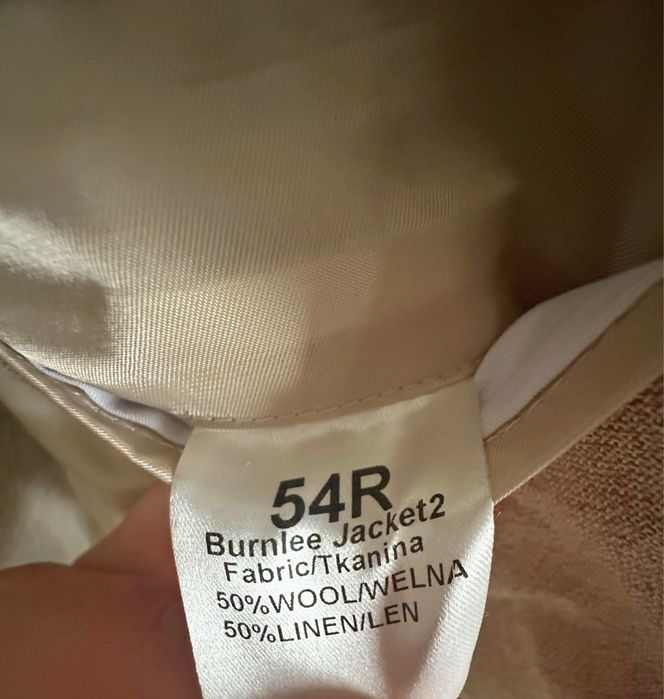 54R
Burnlee Jacket2
Fabric/Tkanina
50%WOOL/WELNA
50%LINEN/LEN